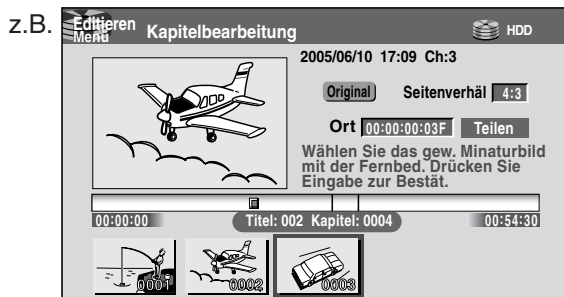 z.B.
Editieren Menü
Kapitelbearbeitung
HDD
2005/06/10 17:09 Ch:3
Original Seitenverhäl 4:3
Ort 00:00:00:03F Teilen
Wählen Sie das gew. Minaturbild
mit der Fernbed. Drücken Sie
Eingabe zur Bestät.
00:00:00 Titel: 002 Kapitel: 0004 00:54:30
0001 0002 0003